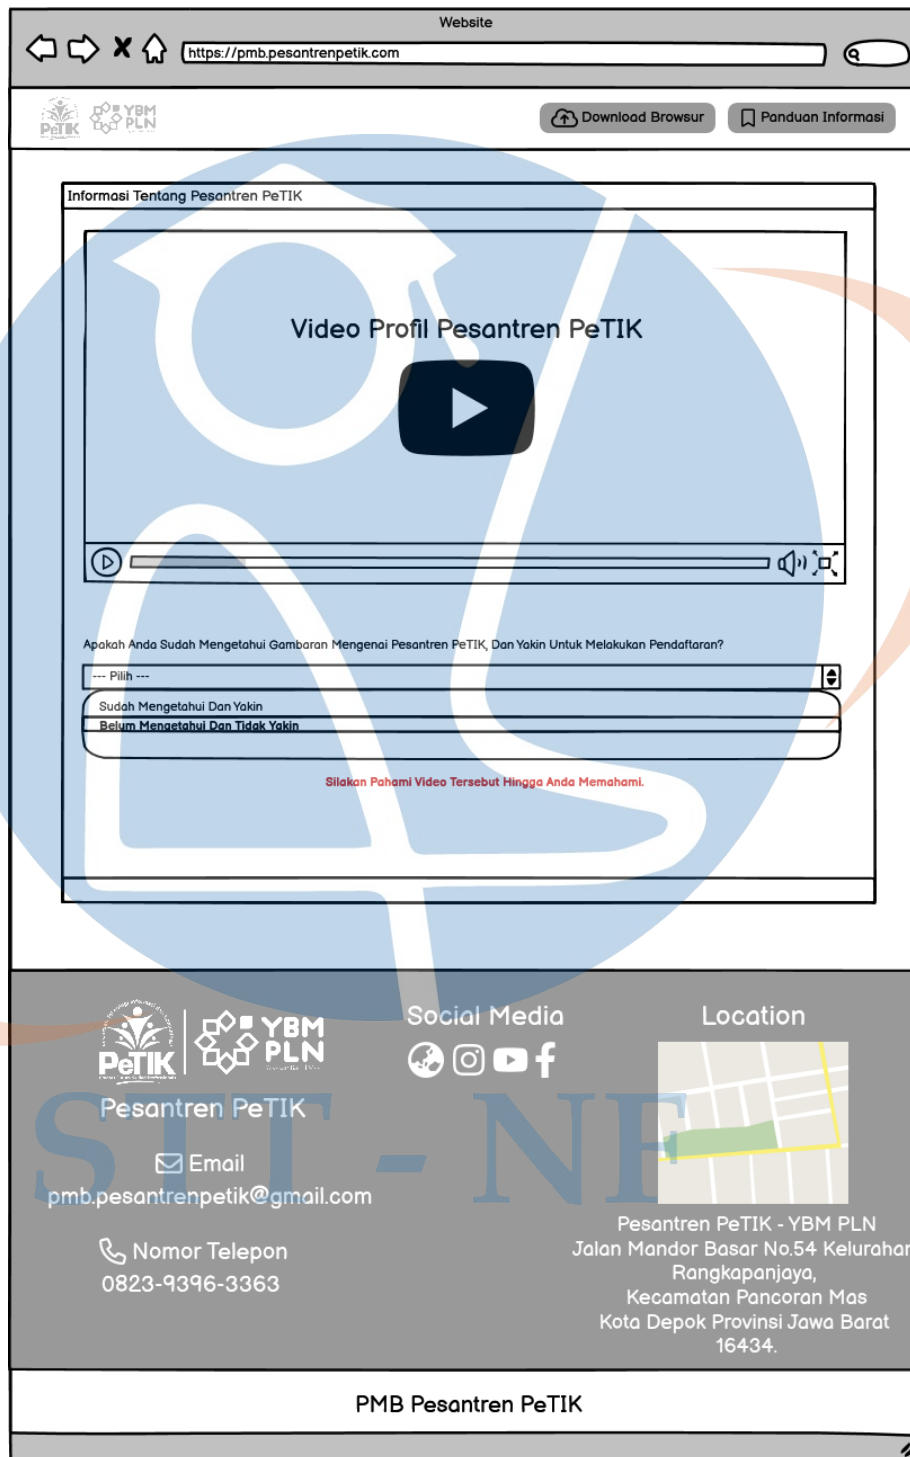 Website
https://pmb.pesantrenpetik.com
PeTIK
YBM
PLN
Download Browsur
Panduan Informasi
Informasi Tentang Pesantren PeTIK
Video Profil Pesantren PeTIK
Apakah Anda Sudah Mengetahui Gambaran Mengenai Pesantren PeTIK, Dan Yakin Untuk Melakukan Pendaftaran?
--- Pilih ---
Sudah Mengetahui Dan Yakin
Belum Mengetahui Dan Tidak Yakin
Silakan Pahami Video Tersebut Hingga Anda Memahami.
PeTIK
YBM
PLN
Pesantren PeTIK
Email
pmb.pesantrenpetik@gmail.com
Nomor Telepon
0823-9396-3363
Social Media
Location
Pesantren PeTIK - YBM PLN
Jalan Mandor Basar No.54 Kelurahan
Rangkapanjaya,
Kecamatan Pancoran Mas
Kota Depok Provinsi Jawa Barat
16434.
STT - NF
PMB Pesantren PeTIK